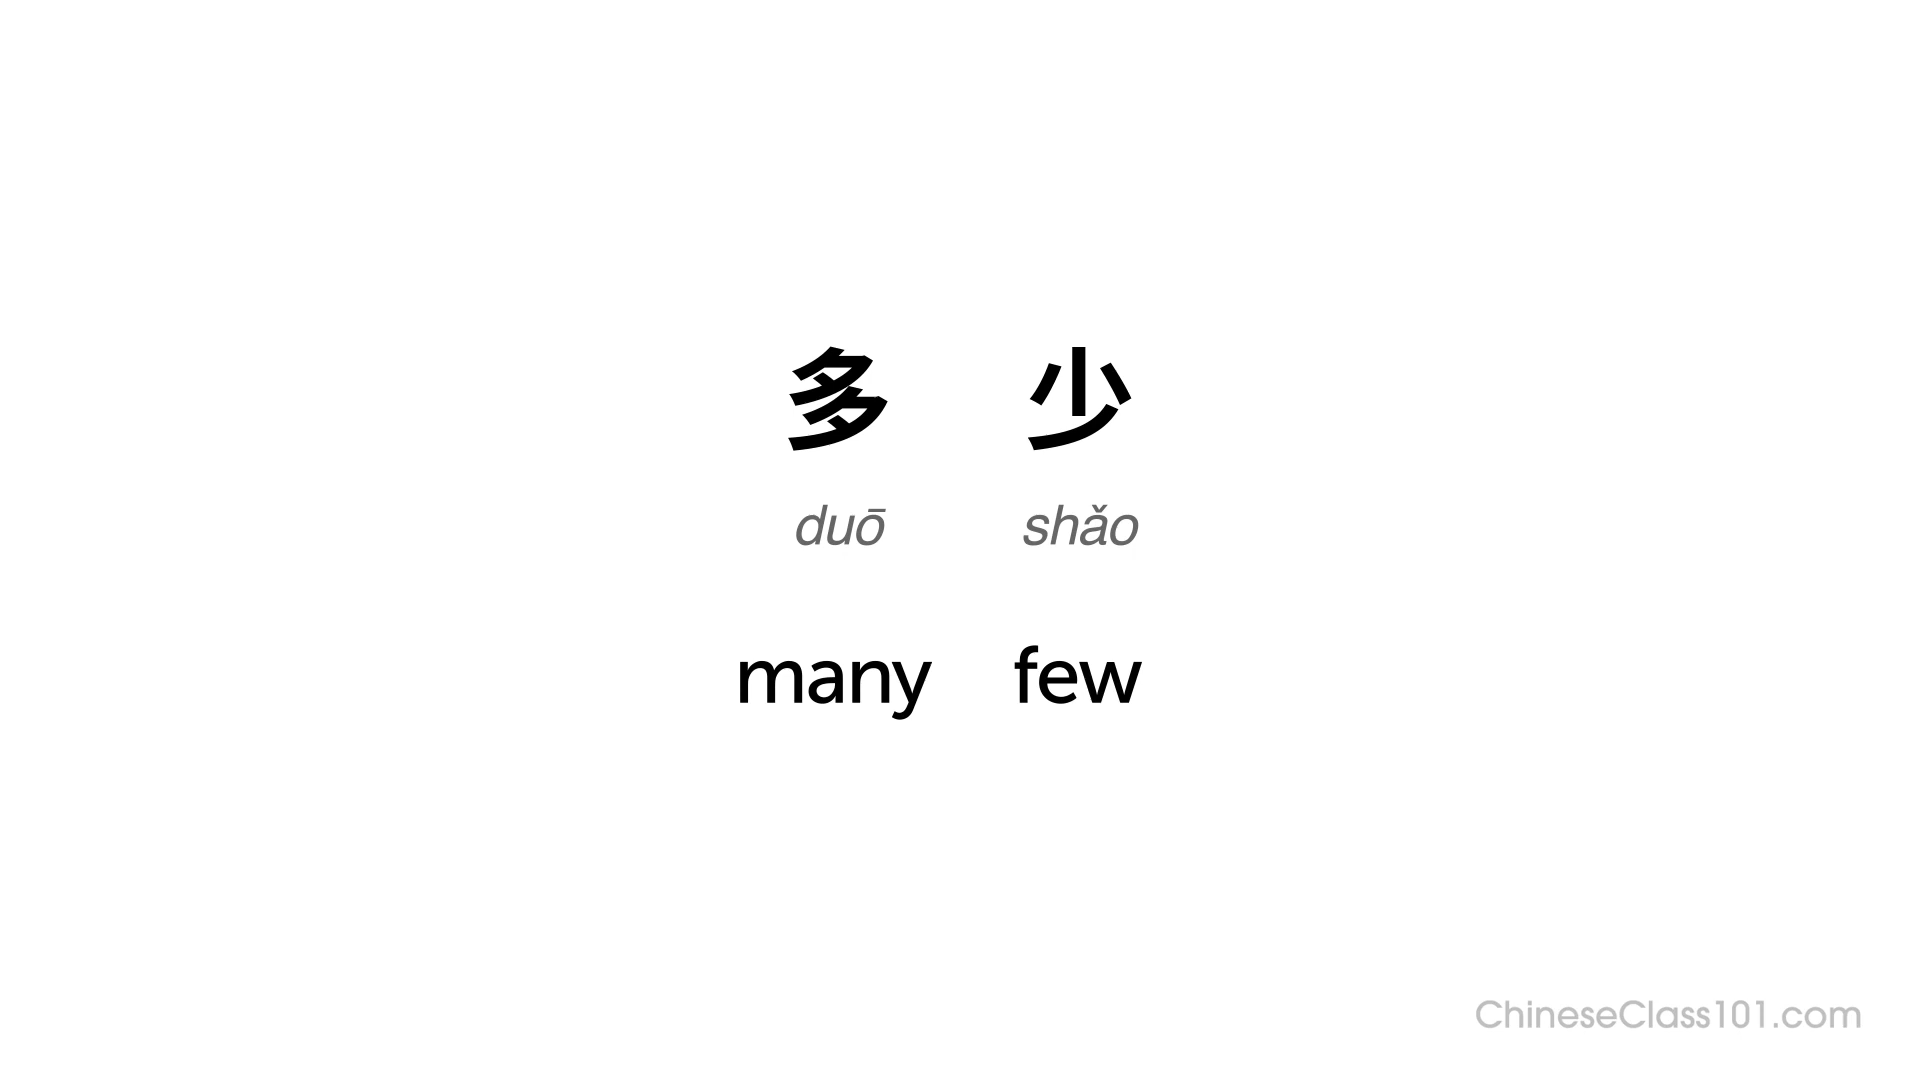 多 少
duō shǎo
many few
ChineseClass101.com